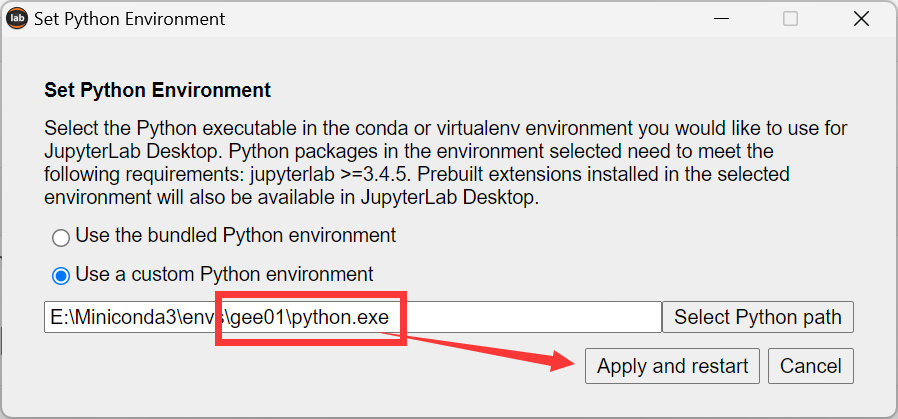 lab Set Python Environment
Set Python Environment
Select the Python executable in the conda or virtualenv environment you would like to use for
JupyterLab Desktop. Python packages in the environment selected need to meet the
following requirements: jupyterlab >=3.4.5. Prebuilt extensions installed in the selected
environment will also be available in JupyterLab Desktop.
Use the bundled Python environment
Use a custom Python environment
E:\Miniconda3\envs\gee01\python.exe Select Python path
Apply and restart Cancel